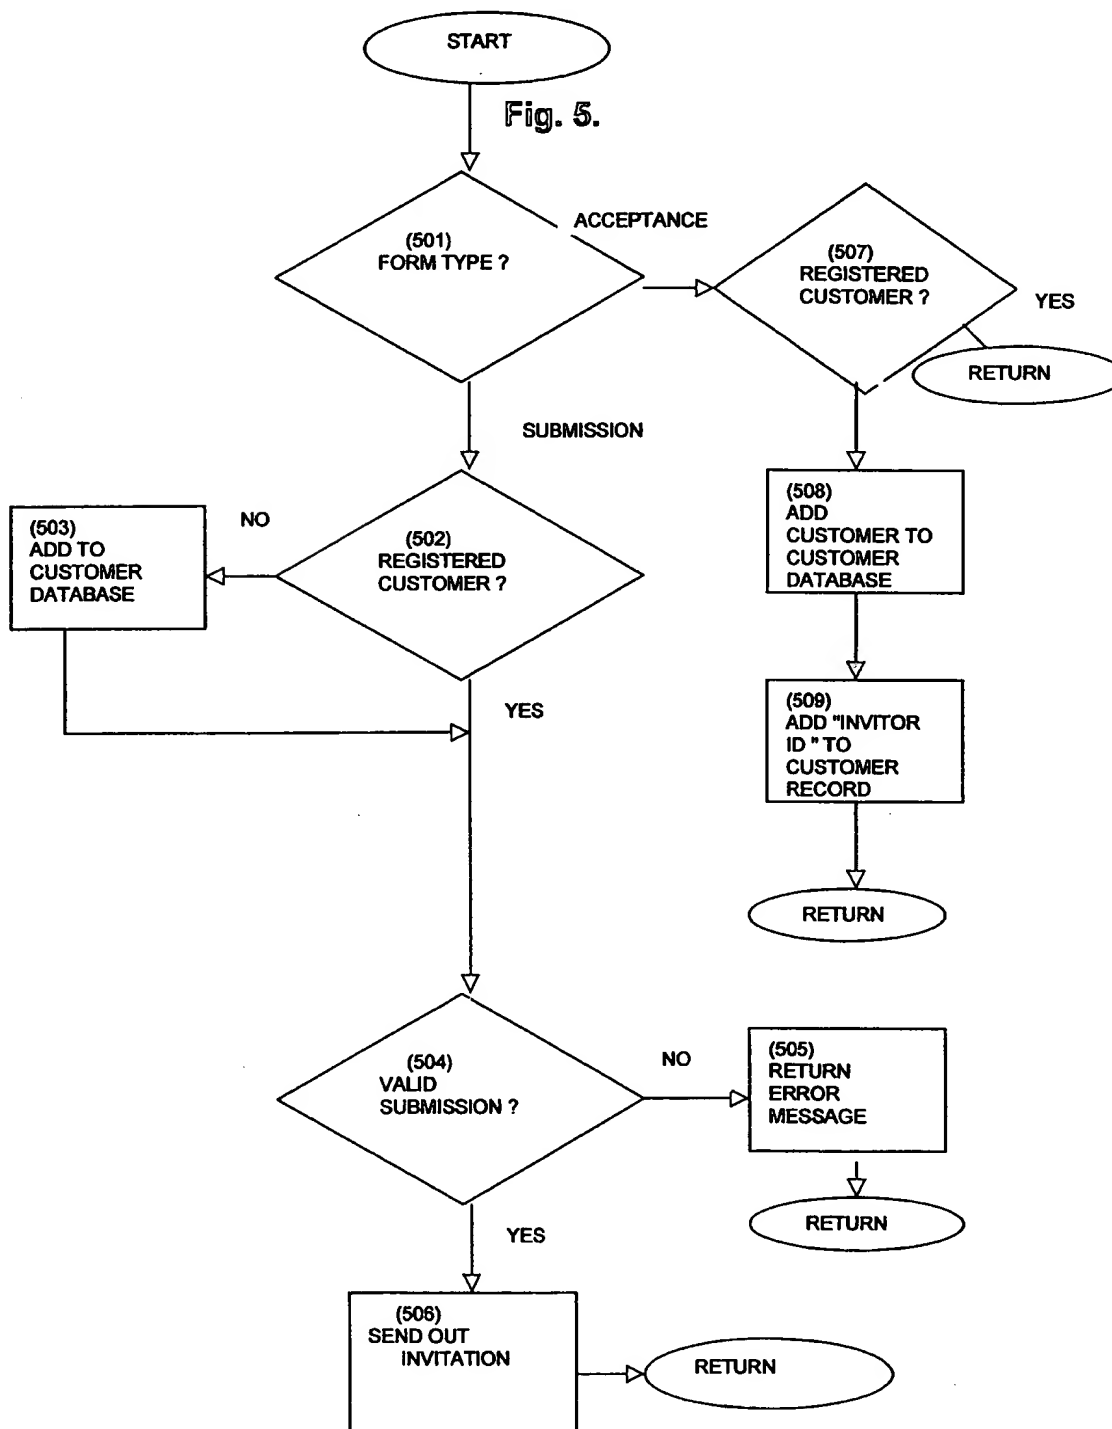 START
Fig. 5.
(501)
FORM TYPE ?
ACCEPTANCE
(507)
REGISTERED
CUSTOMER ?
YES
RETURN
SUBMISSION
(503)
ADD TO
CUSTOMER
DATABASE
NO
(502)
REGISTERED
CUSTOMER ?
(508)
ADD
CUSTOMER TO
CUSTOMER
DATABASE
YES
(509)
ADD "INVITOR
ID " TO
CUSTOMER
RECORD
RETURN
(504)
VALID
SUBMISSION ?
NO
(505)
RETURN
ERROR
MESSAGE
RETURN
YES
(506)
SEND OUT
INVITATION
RETURN